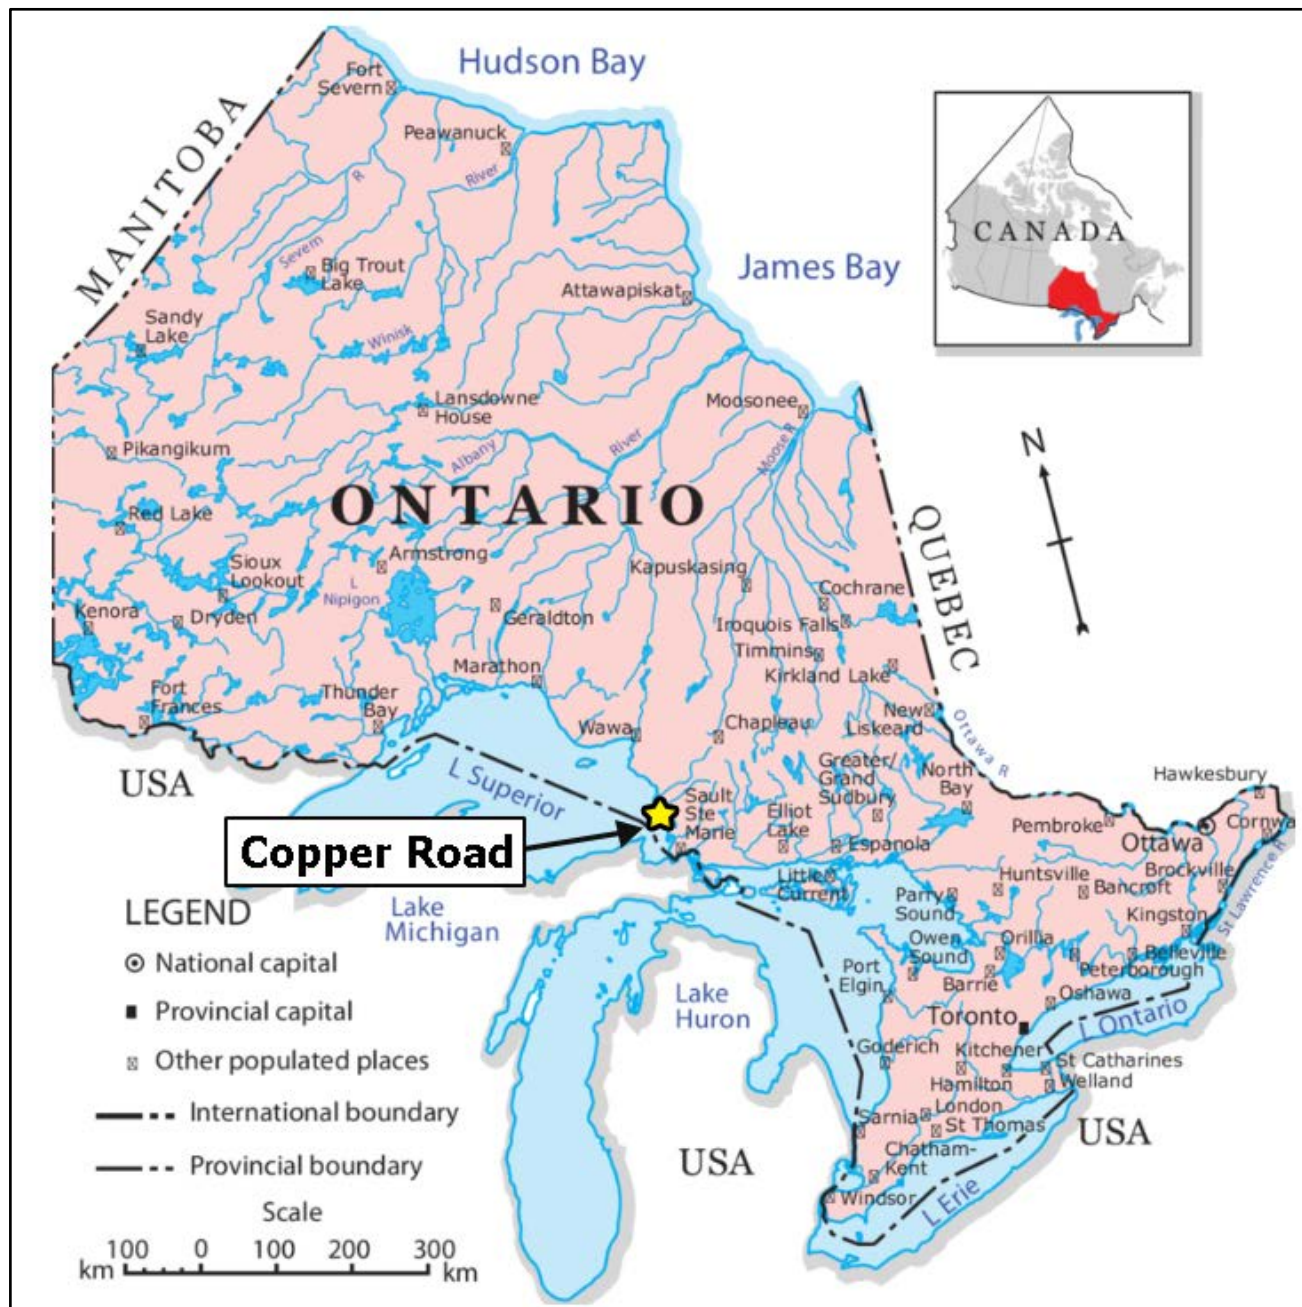 Hudson Bay
Fort
Severn
Peawanuck
MANITOBA
River
R
Severn
Big Trout
Lake
CANADA
James Bay
Attawapiskat
Sandy
Lake
Winisk
Lansdowne
House
Moosonee
Pikangikum
Albany
River
Moose R
N
ONTARIO
Red Lake
QUEBEC
Sioux
Lookout
Armstrong
L
Nipigon
Kapuskasing
Cochrane
Kenora
Dryden
Geraldton
Iroquois Falls
Timmins
Kirkland Lake
Marathon
Fort
Frances
Thunder
Bay
Wawa
Chapleau
New
Liskeard
Ottawa R
USA
L Superior
Greater/
Grand
Sudbury
North
Bay
Hawkesbury
Sault
Ste
Marie
Elliot
Lake
Espanola
Pembroke
Ottawa
Cornwa
Copper Road
Little
Current
Huntsville
Bancroft
Brockville
St Lawrence R
Parry
Sound
Kingston
LEGEND
Lake
Michigan
Owen
Sound
Orillia
Belleville
National capital
Port
Elgin
Barrie
Peterborough
Provincial capital
Lake
Huron
Oshawa
Toronto
L Ontario
Other populated places
Goderich
Kitchener
St Catharines
Hamilton
Welland
International boundary
London
Sarnia
St Thomas
USA
USA
Provincial boundary
Chatham-
Kent
Windsor
L Erie
Scale
100 0 100 200 300
km km